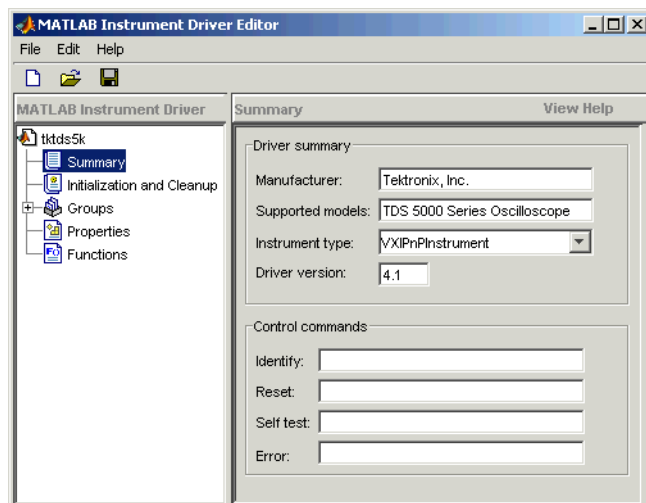 MATLAB Instrument Driver Editor
File Edit Help
MATLAB Instrument Driver
tktds5k
Summary
Initialization and Cleanup
Groups
Properties
Functions
Summary View Help
Driver summary
Manufacturer: Tektronix, Inc.
Supported models: TDS 5000 Series Oscilloscope
Instrument type: VXIPnPInstrument
Driver version: 4.1
Control commands
Identify:
Reset:
Self test:
Error: